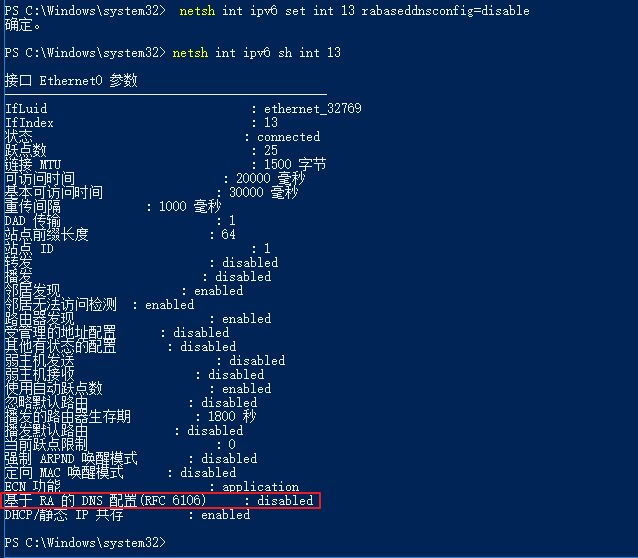 PS C:\Windows\system32> netsh int ipv6 set int 13 rabaseddnsconfig=disable
确定。
PS C:\Windows\system32> netsh int ipv6 sh int 13
接口 Ethernet0 参数
----------------------------------------------
IfLuid : ethernet_32769
IfIndex : 13
状态 : connected
跃点数 : 25
链接 MTU : 1500 字节
可访问时间 : 20000 毫秒
基本可访问时间 : 30000 毫秒
重传间隔 : 1000 毫秒
DAD 传输 : 1
站点前缀长度 : 64
站点 ID : 1
转发 : disabled
播发 : disabled
邻居发现 : enabled
邻居无法访问检测 : enabled
路由器发现 : enabled
受管理的地址配置 : disabled
其他有状态的配置 : disabled
弱主机发送 : disabled
弱主机接收 : disabled
使用自动跃点数 : enabled
忽略默认路由 : disabled
播发的路由器生存期 : 1800 秒
播发默认路由 : disabled
当前跃点限制 : 0
强制 ARPND 唤醒模式 : disabled
定向 MAC 唤醒模式 : disabled
ECN 功能 : application
基于 RA 的 DNS 配置(RFC 6106) : disabled
DHCP/静态 IP 共存 : enabled
PS C:\Windows\system32>